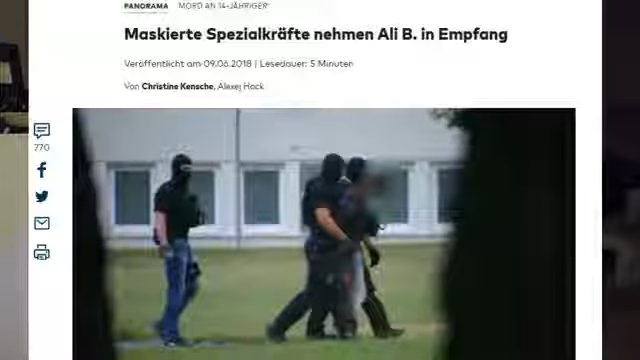 PANORAMA MORD AN 14-JÄHRIGER
Maskierte Spezialkräfte nehmen Ali B. in Empfang
Veröffentlicht am 09.06.2018 | Lesedauer: 5 Minuten
Von Christine Kensche, Alexej Hock
770